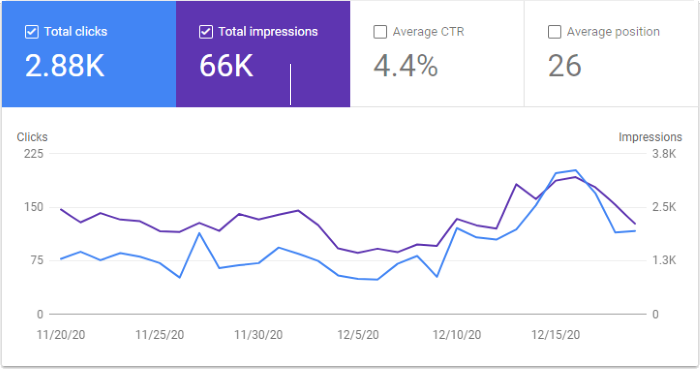 Total clicks Total impressions Average CTR Average position
2.88K 66K 4.4% 26
Clicks Impressions
225 3.8K
150 2.5K
75 1.3K
0 0
11/20/20 11/25/20 11/30/20 12/5/20 12/10/20 12/15/20